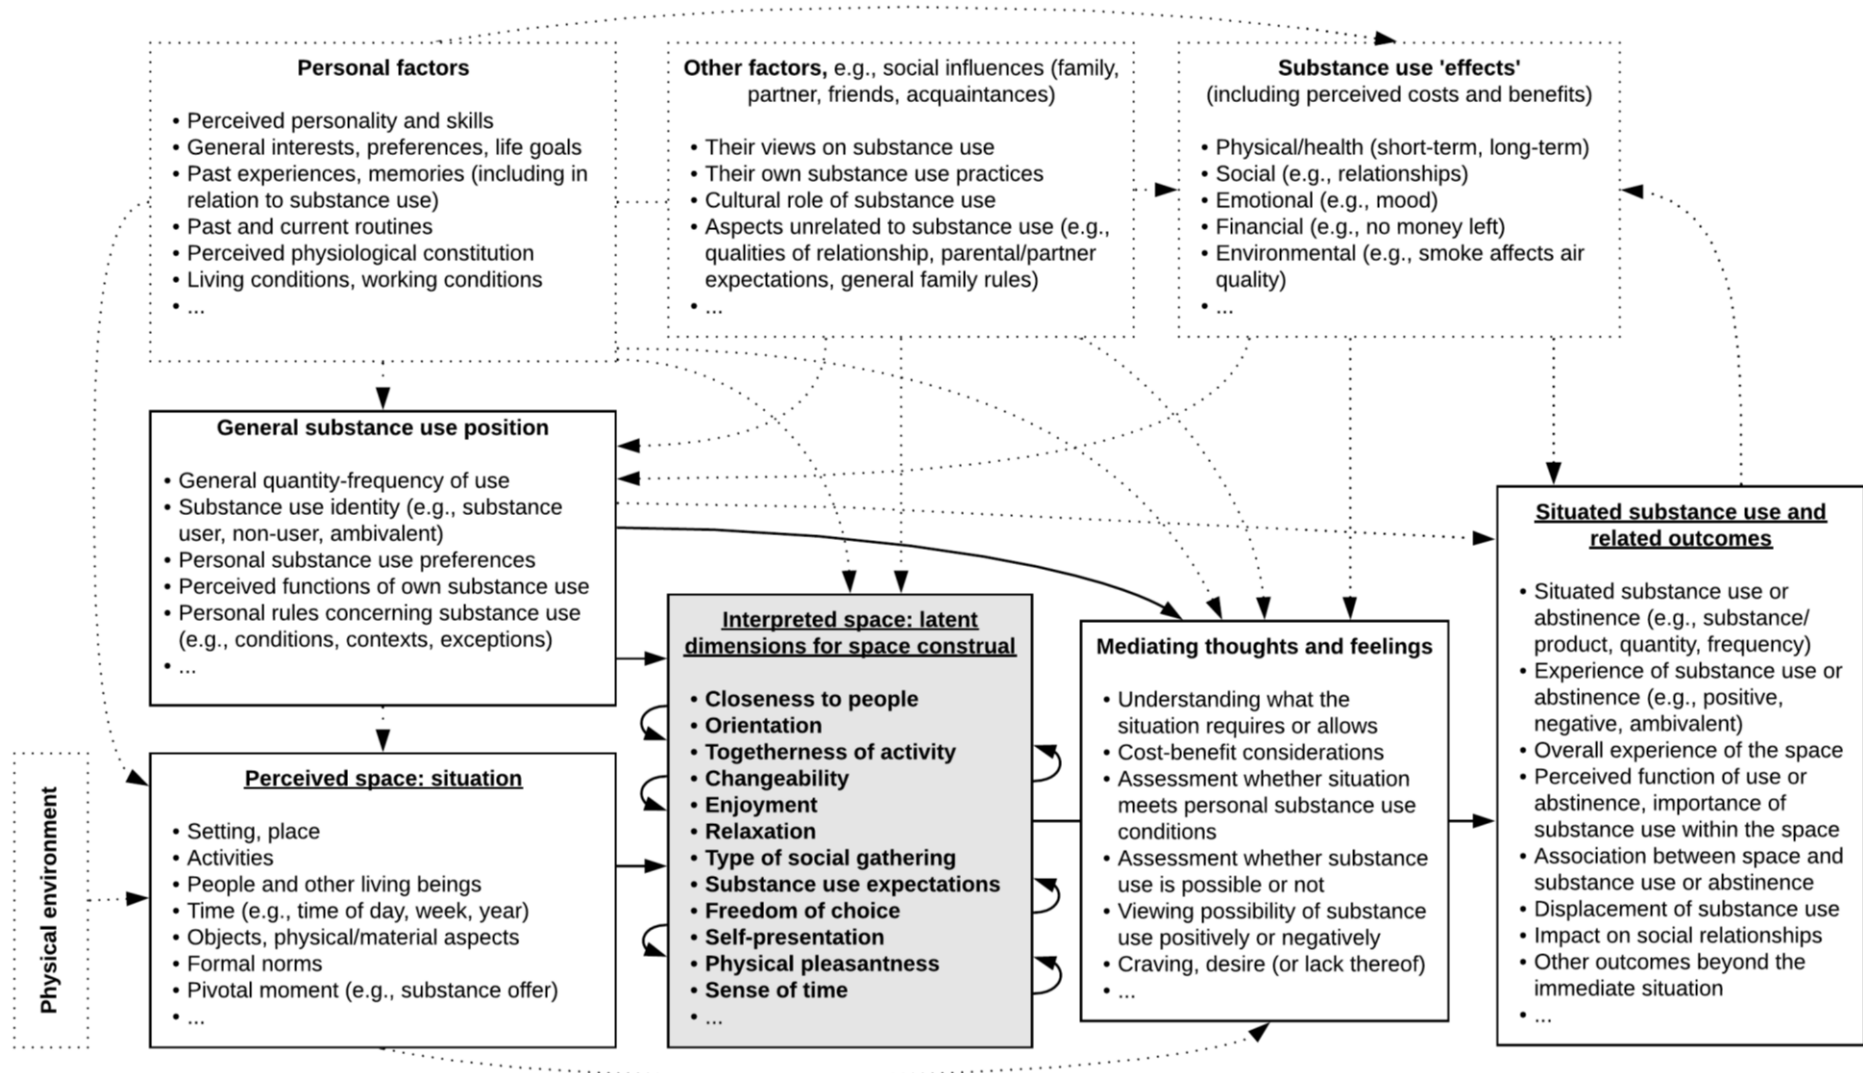 Personal factors
• Perceived personality and skills
• General interests, preferences, life goals
• Past experiences, memories (including in
relation to substance use)
• Past and current routines
• Perceived physiological constitution
• Living conditions, working conditions
• ...
Other factors, e.g., social influences (family,
partner, friends, acquaintances)
• Their views on substance use
• Their own substance use practices
• Cultural role of substance use
• Aspects unrelated to substance use (e.g.,
qualities of relationship, parental/partner
expectations, general family rules)
• ...
Substance use 'effects'
(including perceived costs and benefits)
• Physical/health (short-term, long-term)
• Social (e.g., relationships)
• Emotional (e.g., mood)
• Financial (e.g., no money left)
• Environmental (e.g., smoke affects air
quality)
• ...
General substance use position
• General quantity-frequency of use
• Substance use identity (e.g., substance
user, non-user, ambivalent)
• Personal substance use preferences
• Perceived functions of own substance use
• Personal rules concerning substance use
(e.g., conditions, contexts, exceptions)
• ...
Physical environment
Perceived space: situation
• Setting, place
• Activities
• People and other living beings
• Time (e.g., time of day, week, year)
• Objects, physical/material aspects
• Formal norms
• Pivotal moment (e.g., substance offer)
• ...
Interpreted space: latent
dimensions for space construal
• Closeness to people
• Orientation
• Togetherness of activity
• Changeability
• Enjoyment
• Relaxation
• Type of social gathering
• Substance use expectations
• Freedom of choice
• Self-presentation
• Physical pleasantness
• Sense of time
• ...
Mediating thoughts and feelings
• Understanding what the
situation requires or allows
• Cost-benefit considerations
• Assessment whether situation
meets personal substance use
conditions
• Assessment whether substance
use is possible or not
• Viewing possibility of substance
use positively or negatively
• Craving, desire (or lack thereof)
• ...
Situated substance use and
related outcomes
• Situated substance use or
abstinence (e.g., substance/
product, quantity, frequency)
• Experience of substance use or
abstinence (e.g., positive,
negative, ambivalent)
• Overall experience of the space
• Perceived function of use or
abstinence, importance of
substance use within the space
• Association between space and
substance use or abstinence
• Displacement of substance use
• Impact on social relationships
• Other outcomes beyond the
immediate situation
• ...